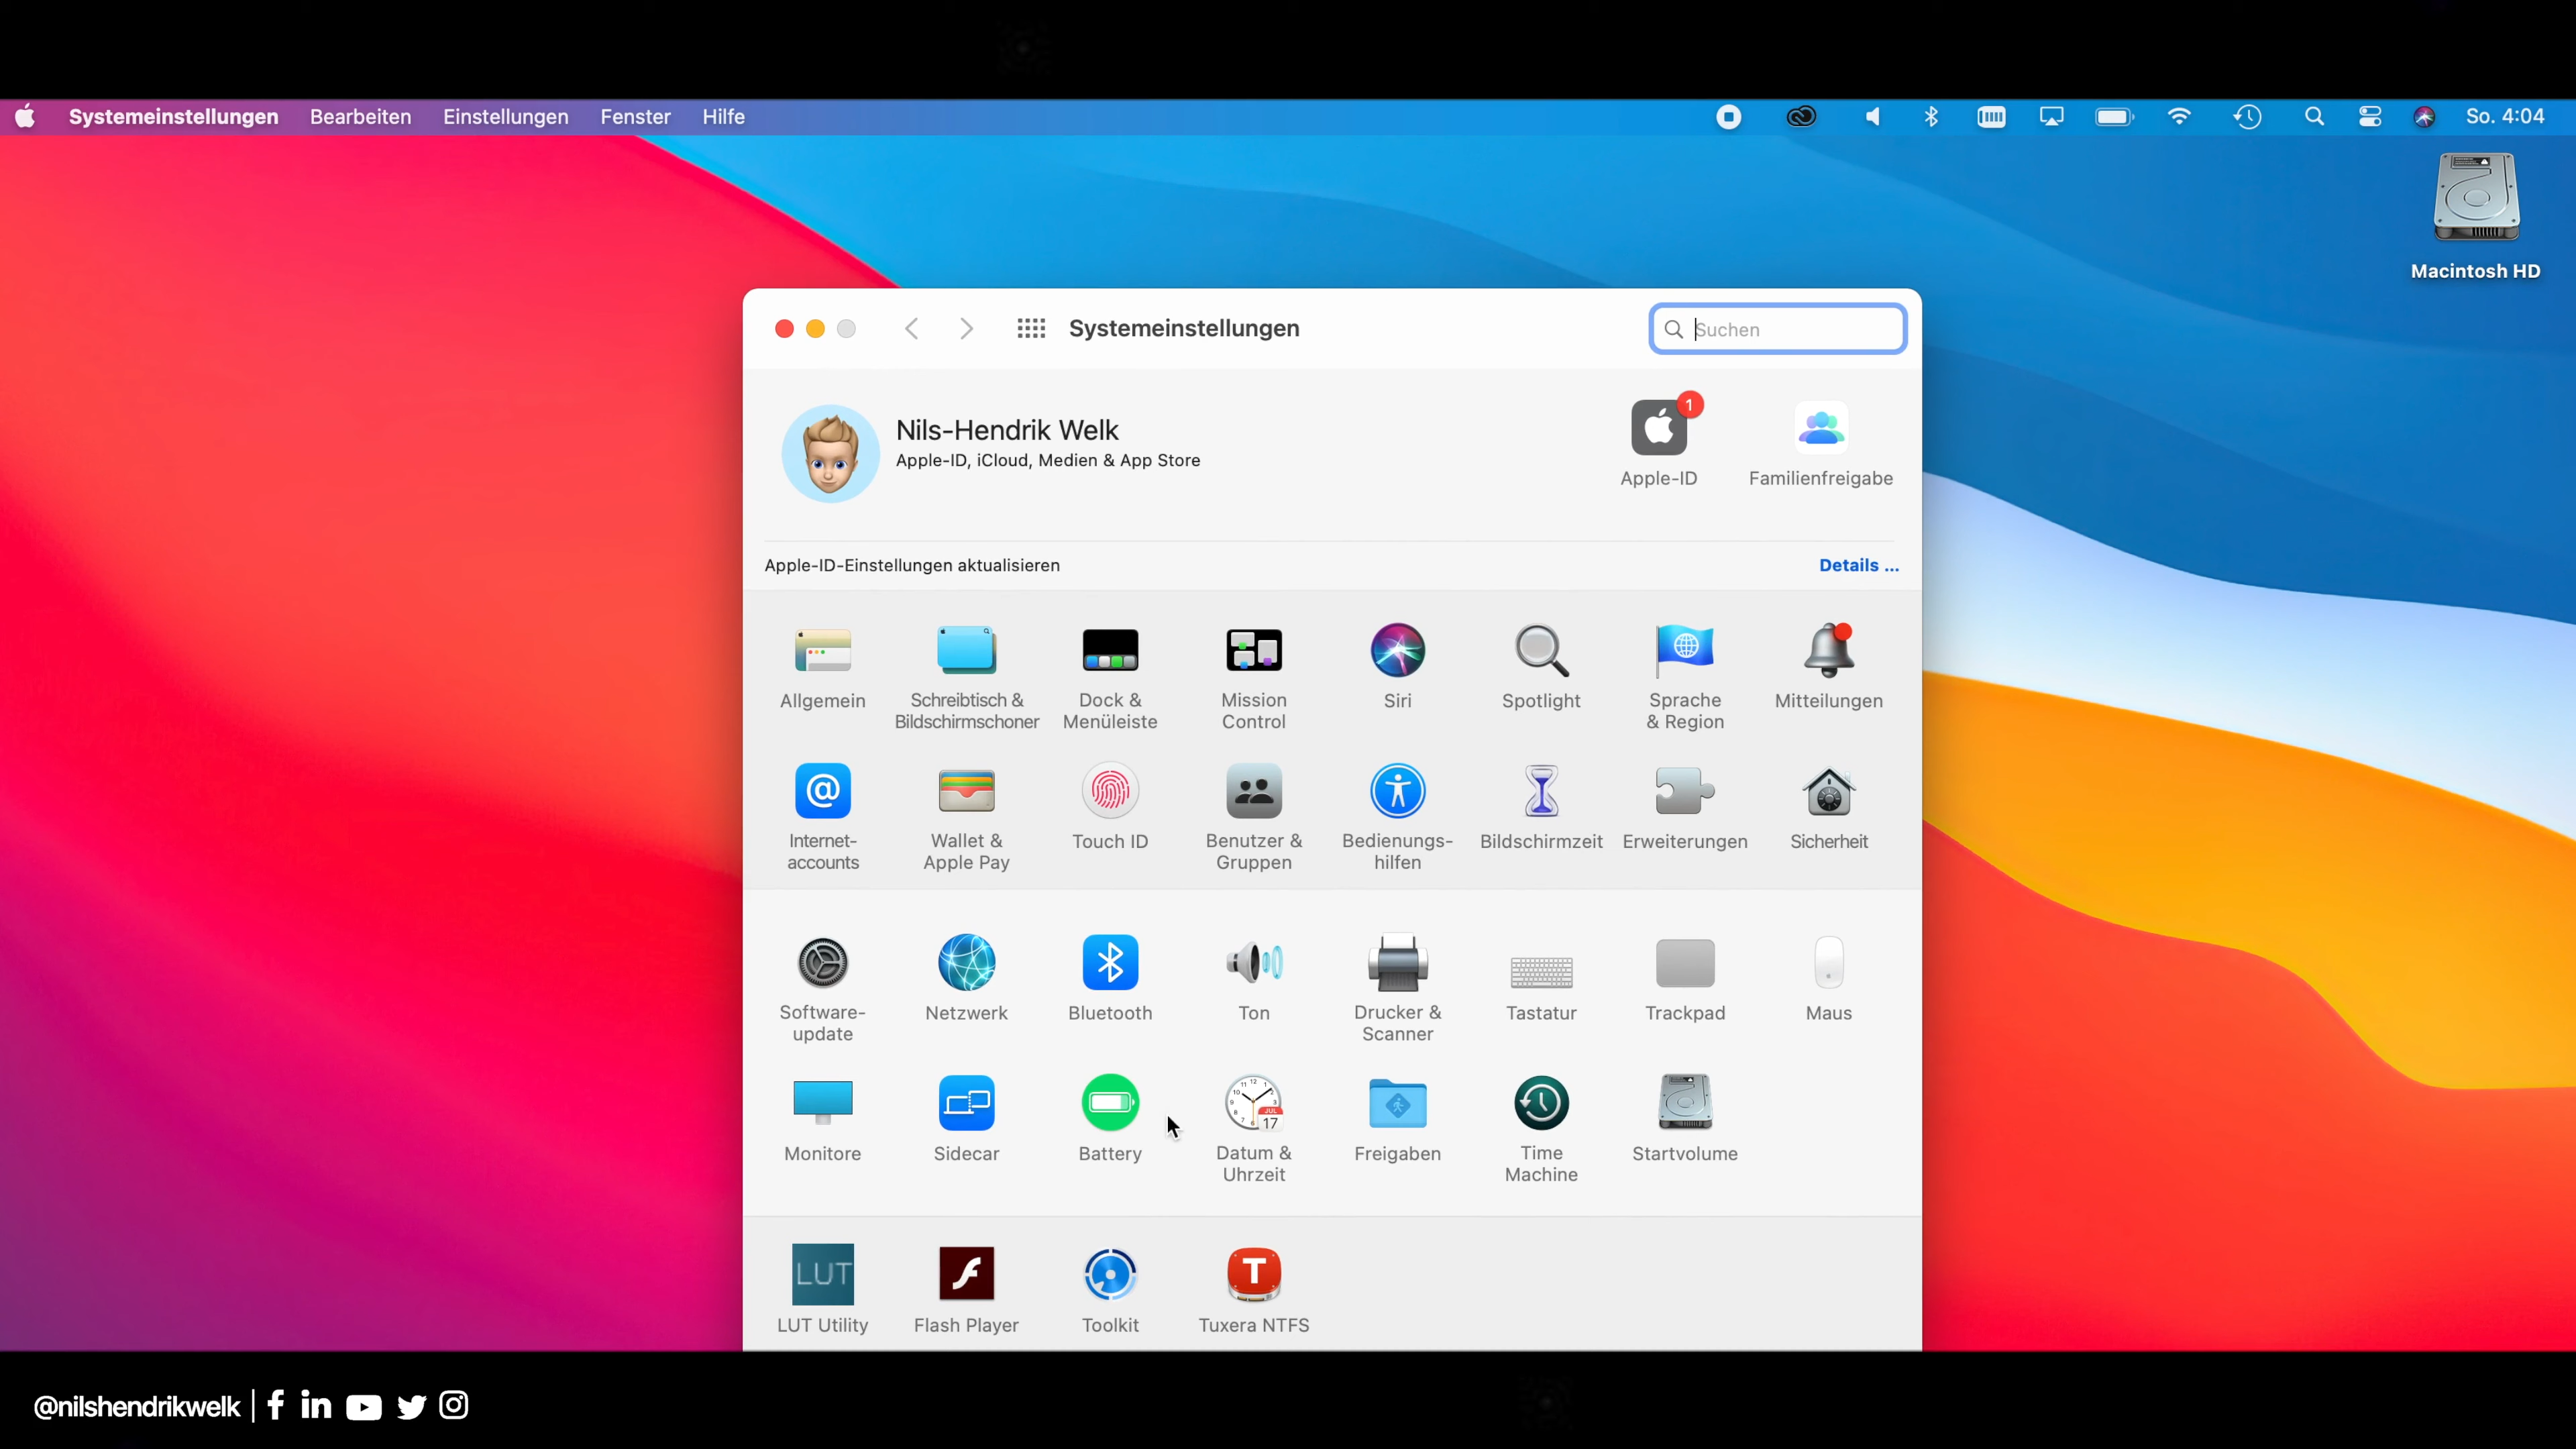 Systemeinstellungen Bearbeiten Einstellungen Fenster Hilfe So. 4:04
Macintosh HD
Systemeinstellungen
Suchen
Nils-Hendrik Welk
Apple-ID, iCloud, Medien & App Store
1
Apple-ID
Familienfreigabe
Apple-ID-Einstellungen aktualisieren
Details ...
Allgemein
Schreibtisch &
Bildschirmschoner
Dock &
Menüleiste
Mission
Control
Siri
Spotlight
Sprache
& Region
Mitteilungen
@
Internet-
accounts
Wallet &
Apple Pay
Touch ID
Benutzer &
Gruppen
Bedienungs-
hilfen
Bildschirmzeit
Erweiterungen
Sicherheit
Software-
update
Netzwerk
Bluetooth
Ton
Drucker &
Scanner
Tastatur
Trackpad
Maus
Monitore
Sidecar
Battery
JUL
17
Datum &
Uhrzeit
Freigaben
Time
Machine
Startvolume
LUT
LUT Utility
Flash Player
Toolkit
T
Tuxera NTFS
@nilshendrikwelk